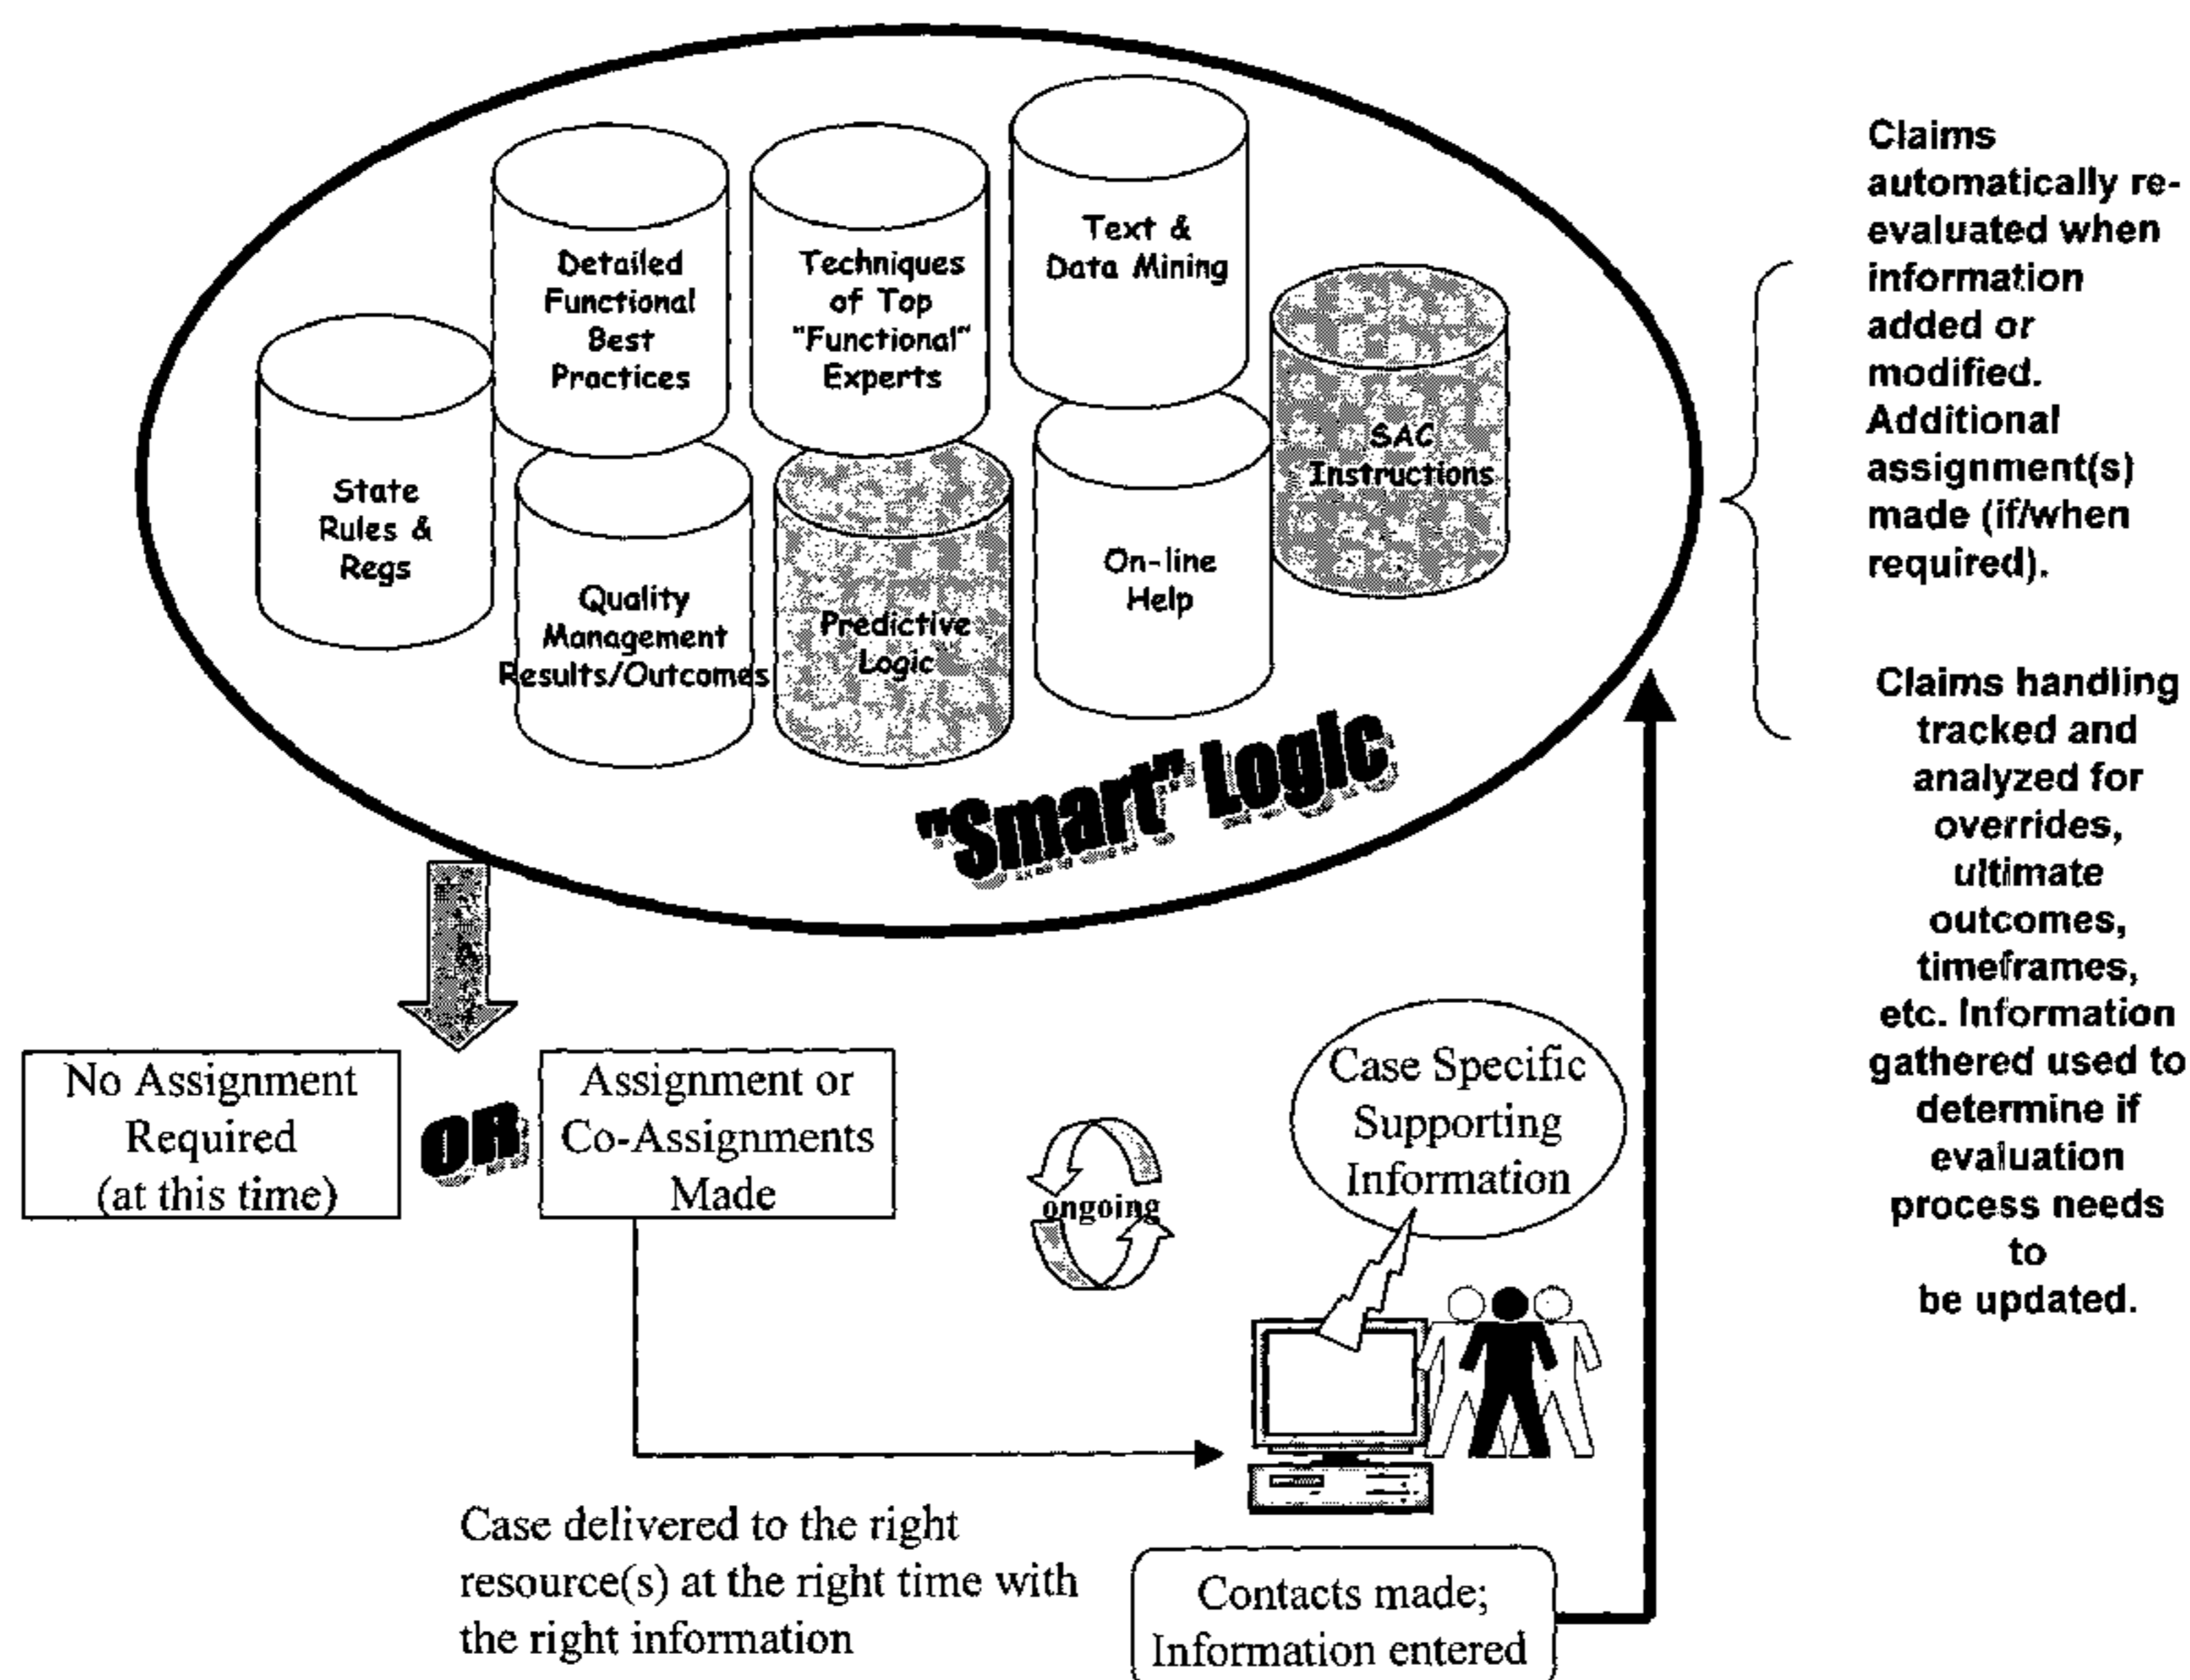 Detailed
Functional
Best
Practices
Techniques
of Top
"Functional"
Experts
Text &
Data Mining
SAC
Instructions
State
Rules &
Regs
Quality
Management
Results/Outcomes
Predictive
Logic
On-line
Help
"Smart" Logic
Claims
automatically re-
evaluated when
information
added or
modified.
Additional
assignment(s)
made (if/when
required).
Claims handling
tracked and
analyzed for
overrides,
ultimate
outcomes,
timeframes,
etc. Information
gathered used to
determine if
evaluation
process needs
to
be updated.
No Assignment
Required
(at this time)
OR
Assignment or
Co-Assignments
Made
ongoing
Case Specific
Supporting
Information
Case delivered to the right
resource(s) at the right time with
the right information
Contacts made;
Information entered